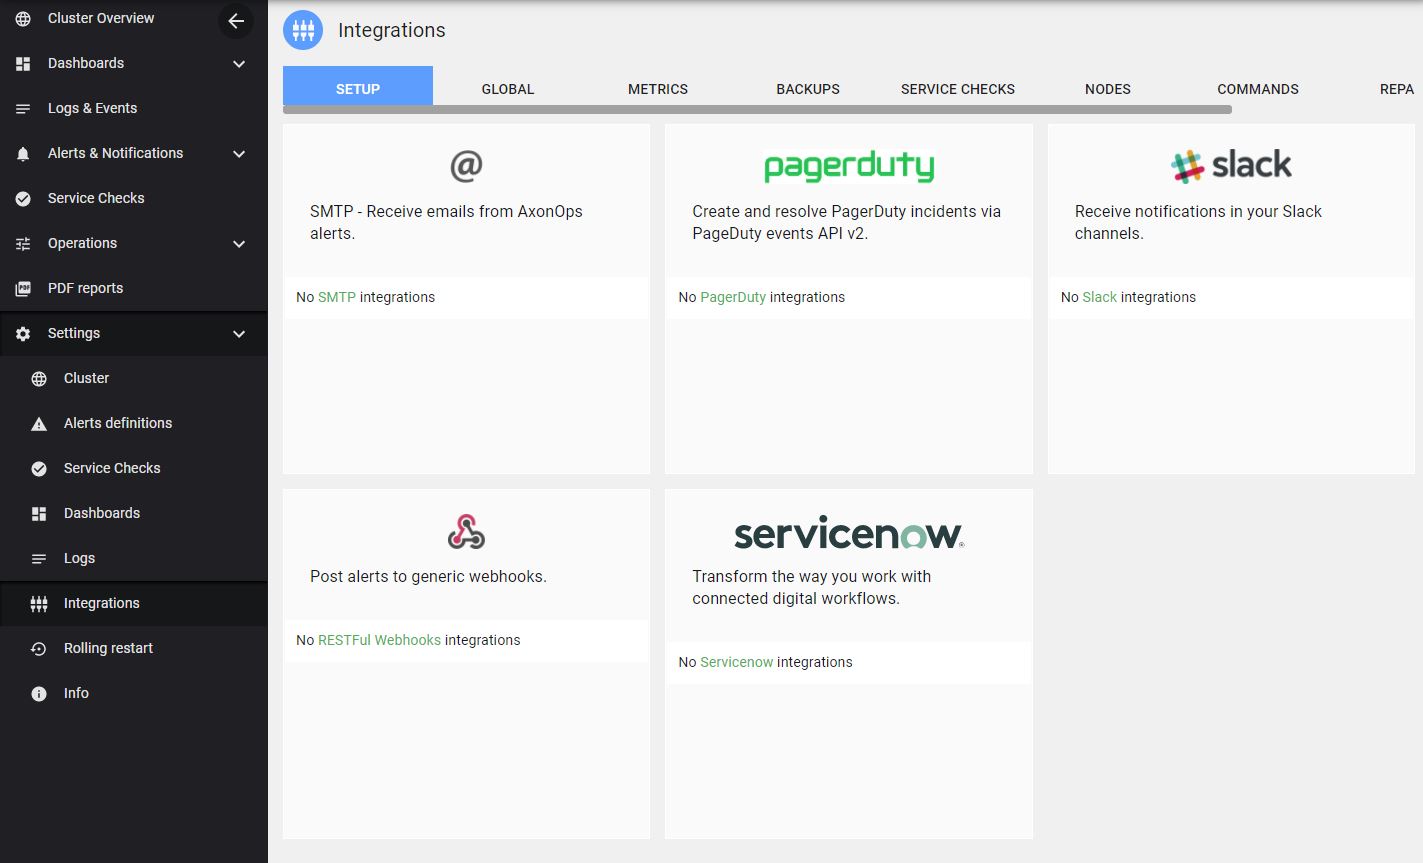 Cluster Overview
Dashboards
Logs & Events
Alerts & Notifications
Service Checks
Operations
PDF reports
Settings
Cluster
Alerts definitions
Service Checks
Dashboards
Logs
Integrations
Rolling restart
Info
Integrations
SETUP GLOBAL METRICS BACKUPS SERVICE CHECKS NODES COMMANDS REPA
@
SMTP - Receive emails from AxonOps
alerts.
No SMTP integrations
pagerduty
Create and resolve PagerDuty incidents via
PageDuty events API v2.
No PagerDuty integrations
slack
Receive notifications in your Slack
channels.
No Slack integrations
Post alerts to generic webhooks.
No RESTFul Webhooks integrations
servicenow®
Transform the way you work with
connected digital workflows.
No Servicenow integrations